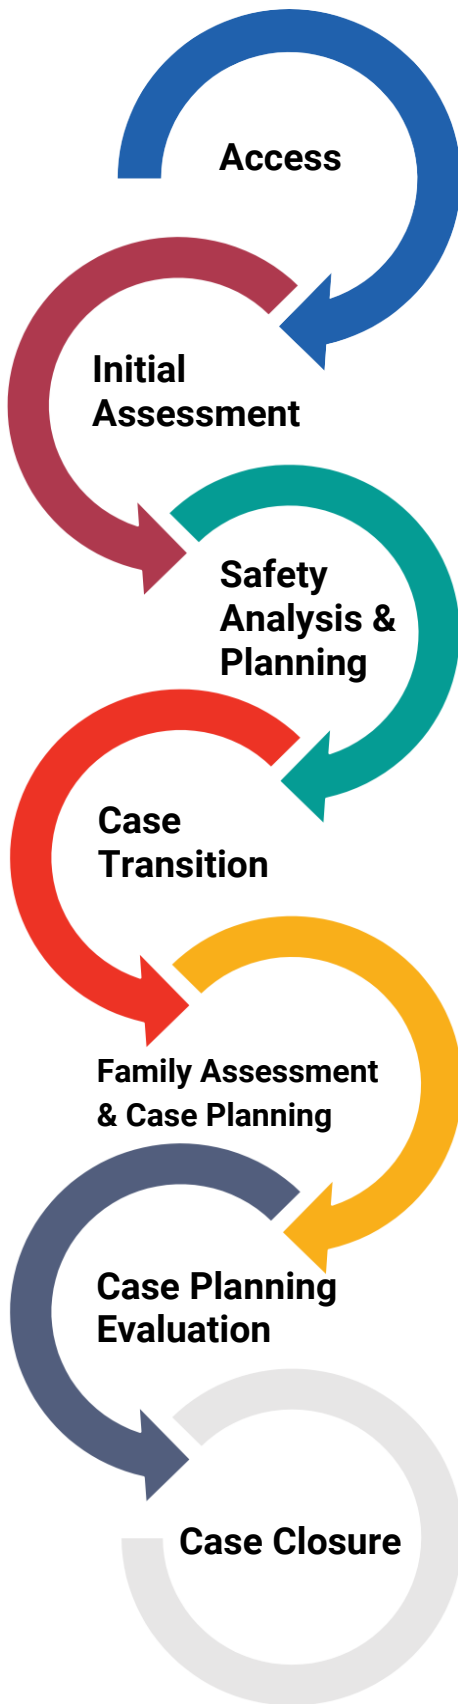 Access
Initial
Assessment
Safety
Analysis &
Planning
Case
Transition
Family Assessment
& Case Planning
Case Planning
Evaluation
Case Closure